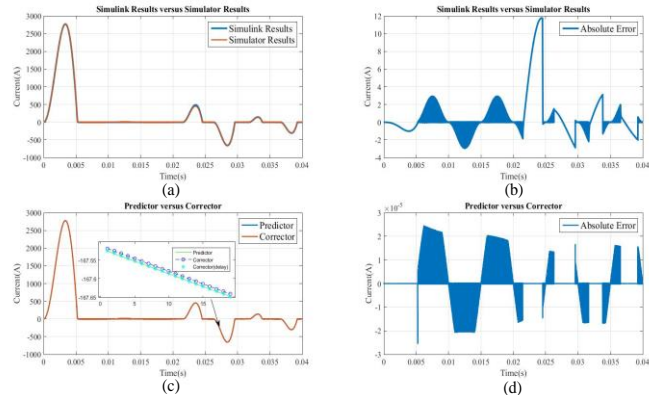 Simulink Results versus Simulator Results
3000
2500
2000
1500
1000
500
0
-500
-1000
Current(A)
Simulink Results
Simulator Results
0 0.005 0.01 0.015 0.02 0.025 0.03 0.035 0.04
Time(s)
(a)
Simulink Results versus Simulator Results
12
10
8
6
4
2
0
-2
4
Current(A)
Absolute Error
0 0.005 0.01 0.015 0.02 0.025 0.03 0.035 0.04
Time(s)
(b)
Predictor versus Corrector
3000
2500
2000
1500
1000
500
0
-500
-1000
Current(A)
Predictor
Corrector
Predictor
Corrector
Corrector(delay)
0 5 10 15
0 0.005 0.01 0.015 0.02 0.025 0.03 0.035 0.04
Time(s)
(c)
Predictor versus Corrector
4
3
2
1
0
-1
-2
-3
Current(A)
Absolute Error
0 0.005 0.01 0.015 0.02 0.025 0.03 0.035 0.04
Time(s)
(d)